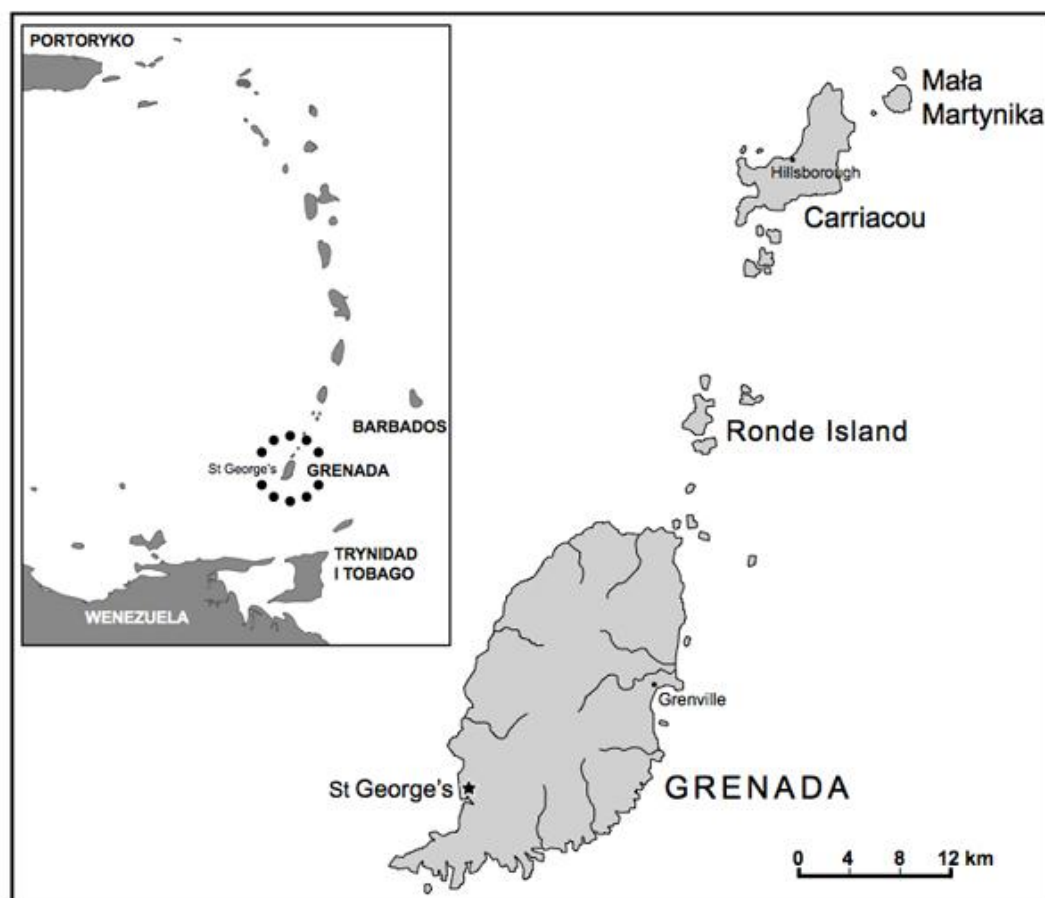 PORTORYKO
BARBADOS
St George's
GRENADA
TRYNIDAD
I TOBAGO
WENEZUELA
Mała
Martynika
Hillsborough
Carriacou
Ronde Island
Grenville
St George's
GRENADA
0 4 8 12 km